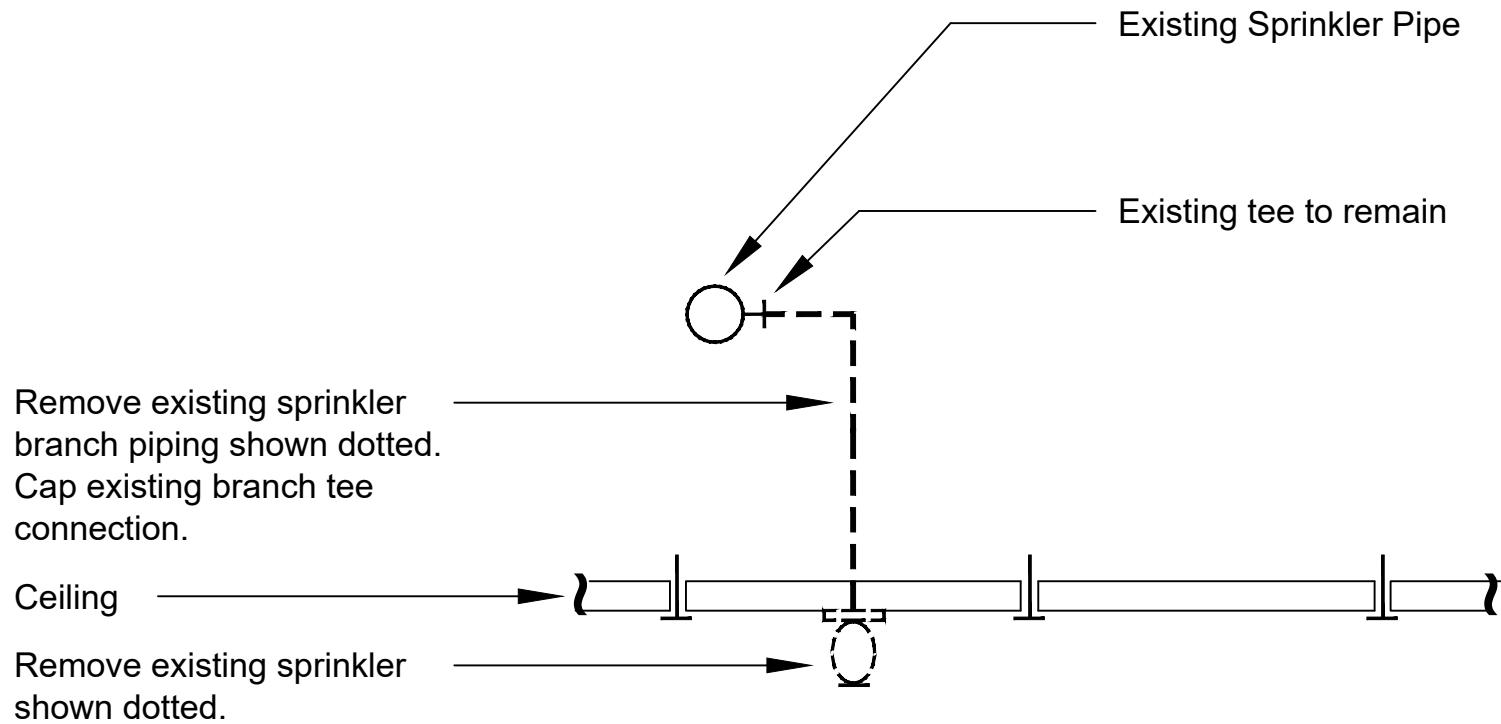 Existing Sprinkler Pipe
Existing tee to remain
Remove existing sprinkler
branch piping shown dotted.
Cap existing branch tee
connection.
Ceiling
Remove existing sprinkler
shown dotted.